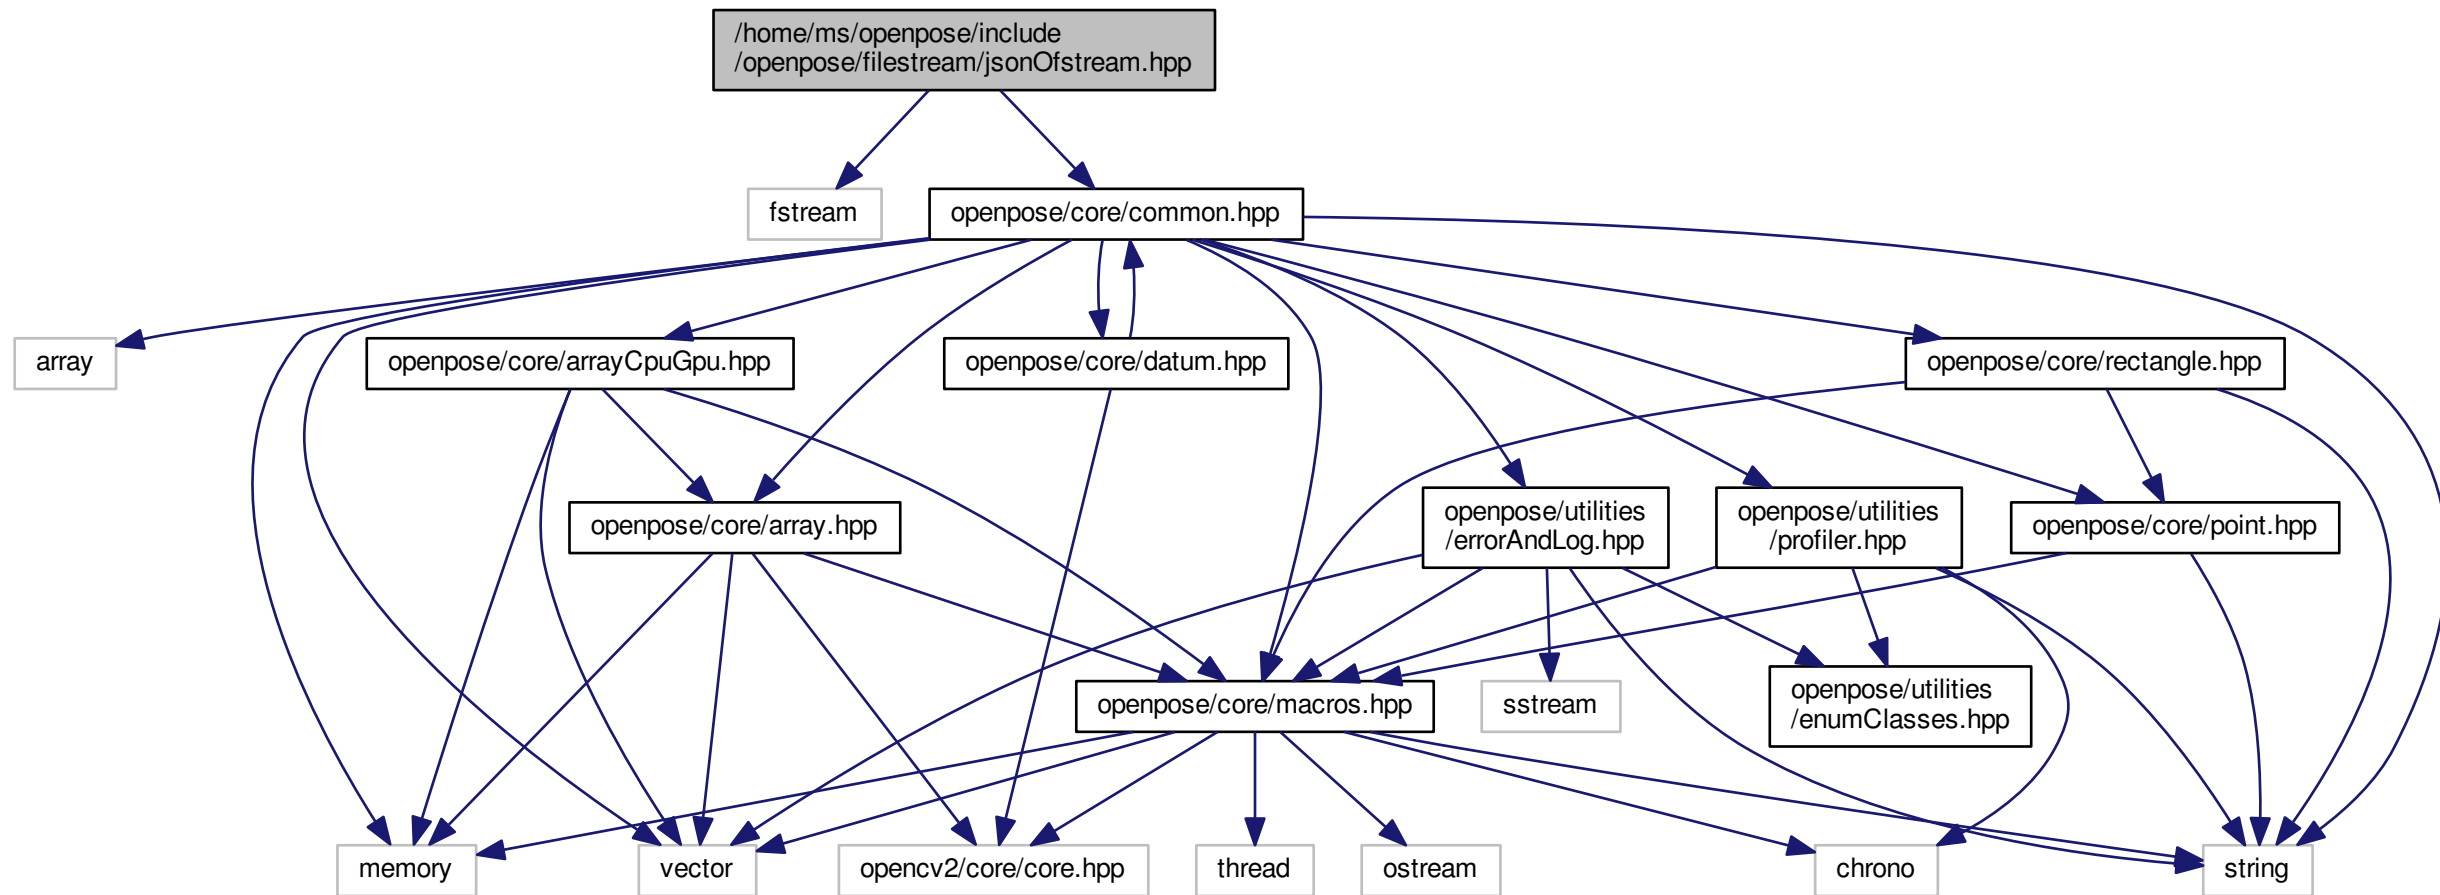 /home/ms/openpose/include
/openpose/filestream/jsonOfstream.hpp
fstream
openpose/core/common.hpp
array
openpose/core/arrayCpuGpu.hpp
openpose/core/datum.hpp
openpose/core/rectangle.hpp
openpose/core/array.hpp
openpose/utilities
/errorAndLog.hpp
openpose/utilities
/profiler.hpp
openpose/core/point.hpp
openpose/core/macros.hpp
sstream
openpose/utilities
/enumClasses.hpp
memory
vector
opencv2/core/core.hpp
thread
ostream
chrono
string